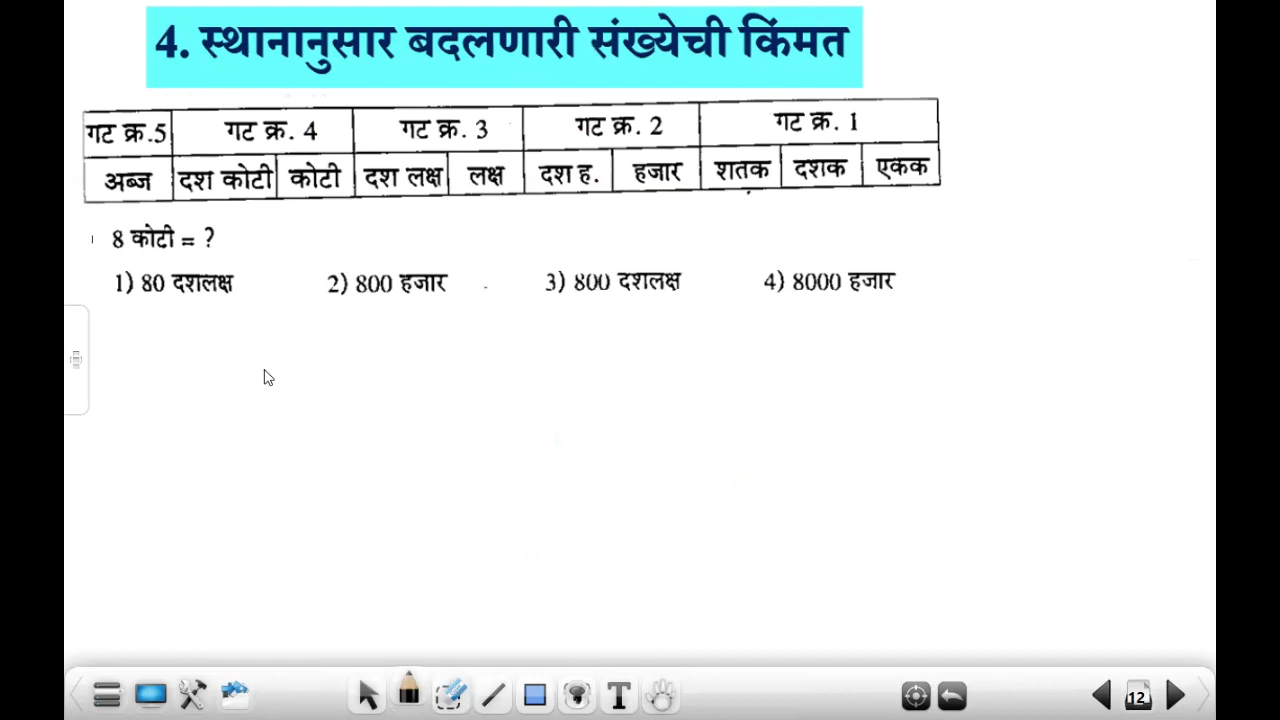 4. स्थानानुसार बदलणारी संख्येची किंमत
गट क्र.5 गट क्र. 4 गट क्र. 3 गट क्र. 2 गट क्र. 1
अब्ज दश कोटी कोटी दश लक्ष लक्ष दश ह. हजार शतक दशक एकक
8 कोटी = ?
1) 80 दशलक्ष 2) 800 हजार 3) 800 दशलक्ष 4) 8000 हजार
12